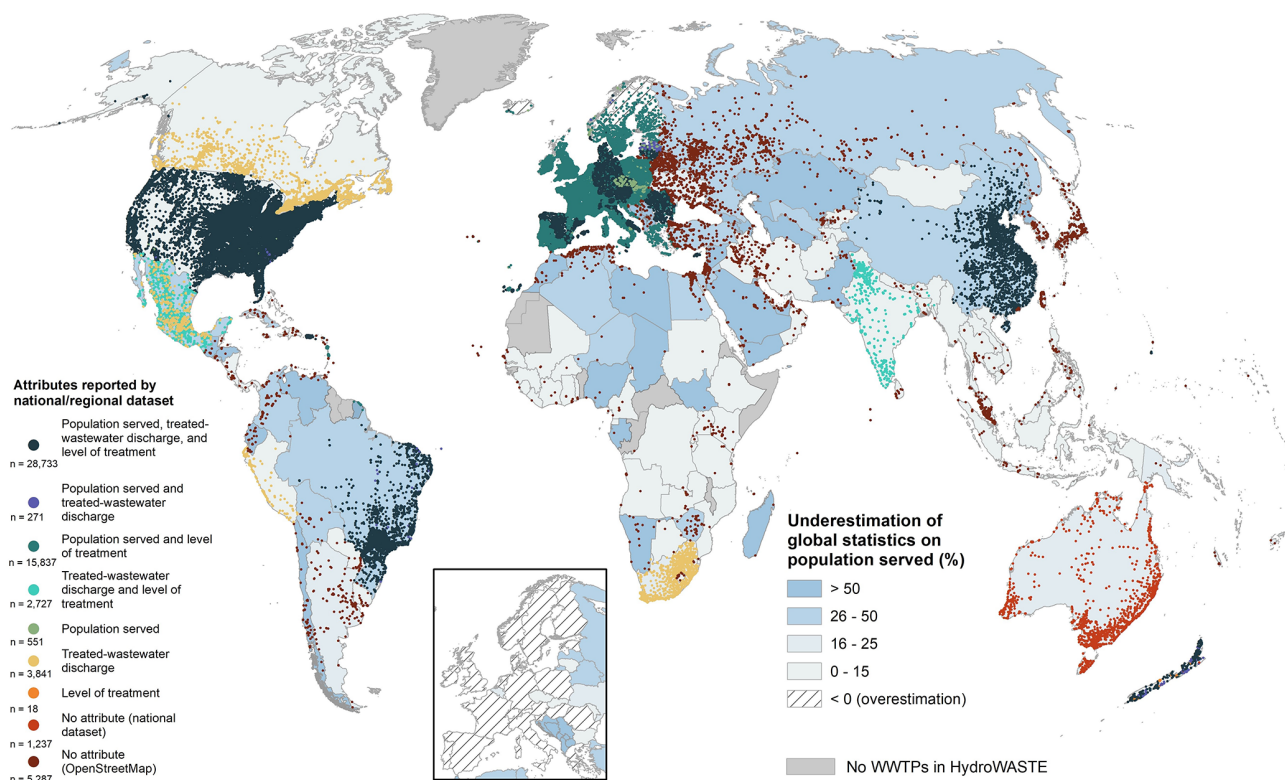 Attributes reported by
national/regional dataset
Population served, treated-
wastewater discharge, and
level of treatment
n = 28,733
Population served and
treated-wastewater
discharge
n = 271
Population served and level
of treatment
n = 15,837
Treated-wastewater
discharge and level of
treatment
n = 2,727
Population served
n = 551
Treated-wastewater
discharge
n = 3,841
Level of treatment
n = 18
No attribute (national
dataset)
n = 1,237
No attribute
(OpenStreetMap)
n = 5,287
Underestimation of
global statistics on
population served (%)
> 50
26 - 50
16 - 25
0 - 15
< 0 (overestimation)
No WWTPs in HydroWASTE